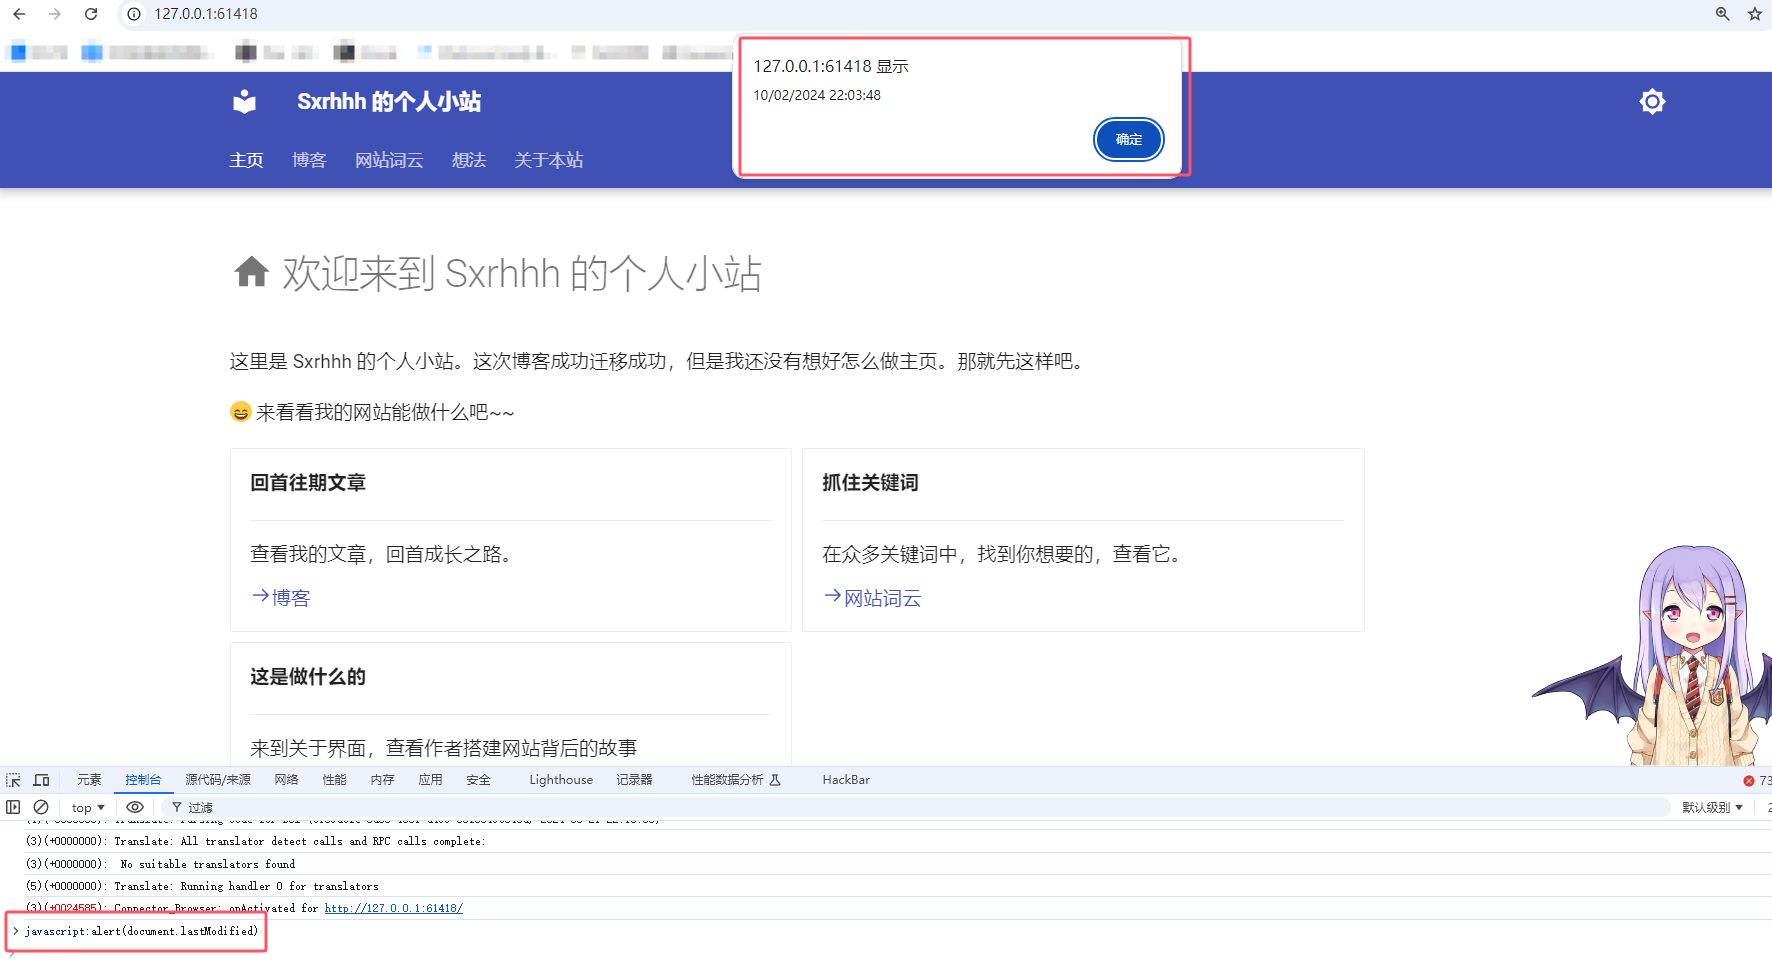 127.0.0.1:61418
127.0.0.1:61418 显示
10/02/2024 22:03:48
确定
Sxrhhh 的个人小站
主页 博客 网站词云 想法 关于本站
欢迎来到 Sxrhhh 的个人小站
这里是 Sxrhhh 的个人小站。这次博客成功迁移成功，但是我还没有想好怎么做主页。那就先这样吧。
😄 来看看我的网站能做什么吧~~
回首往期文章
查看我的文章，回首成长之路。
→博客
抓住关键词
在众多关键词中，找到你想要的，查看它。
→网站词云
这是做什么的
来到关于界面，查看作者搭建网站背后的故事
元素 控制台 源代码/来源 网络 性能 内存 应用 安全 Lighthouse 记录器 性能数据分析 HackBar 73
top 过滤 默认级别
(3)(+0000000): Translate: All translator detect calls and RPC calls complete:
(3)(+0000000): No suitable translators found
(5)(+0000000): Translate: Running handler 0 for translators
(3)(+0024585): Connector_Browser: onActivated for http://127.0.0.1:61418/
> javascript:alert(document.lastModified)